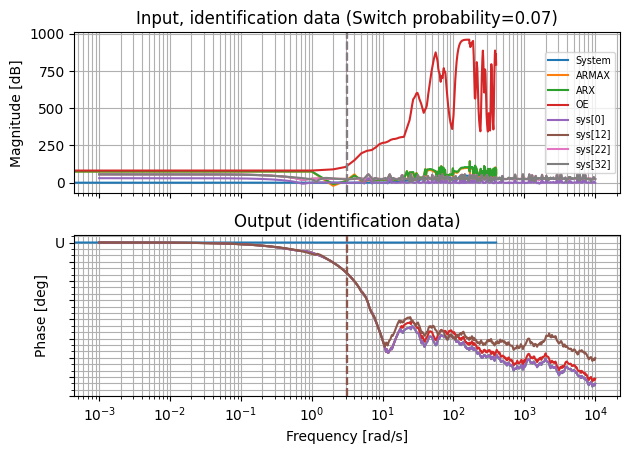 Input, identification data (Switch probability=0.07)
Magnitude [dB]
1000
750
500
250
0
System
ARMAX
ARX
OE
sys[0]
sys[12]
sys[22]
sys[32]
Output (identification data)
Phase [deg]
U
10⁻³ 10⁻² 10⁻¹ 10⁰ 10¹ 10² 10³ 10⁴
Frequency [rad/s]